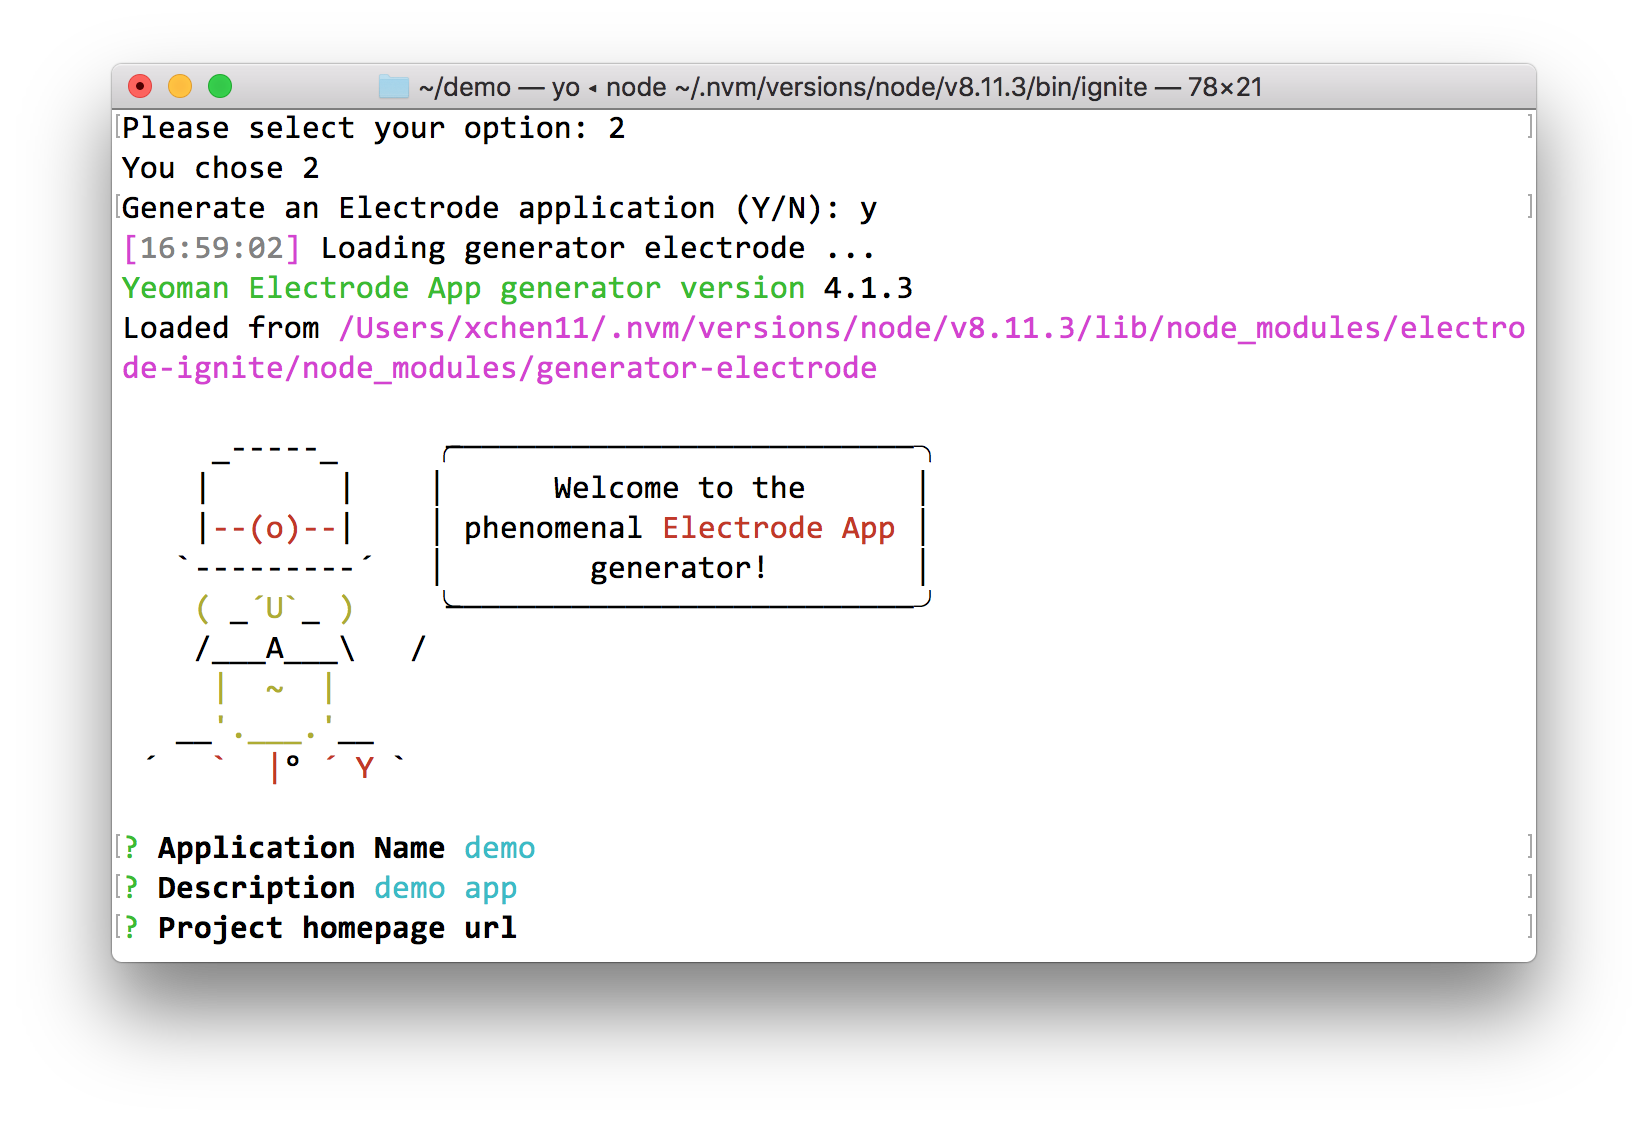 ~/demo — yo ◂ node ~/.nvm/versions/node/v8.11.3/bin/ignite — 78×21
Please select your option: 2
You chose 2
Generate an Electrode application (Y/N): y
[16:59:02] Loading generator electrode ...
Yeoman Electrode App generator version 4.1.3
Loaded from /Users/xchen11/.nvm/versions/node/v8.11.3/lib/node_modules/electro
de-ignite/node_modules/generator-electrode
     _-----_     ╭──────────────────────────╮
    |       |    │      Welcome to the      │
    |--(o)--|    │ phenomenal Electrode App │
   `---------´   │        generator!        │
    ( _´U`_ )    ╰──────────────────────────╯
    /___A___\   /
     |  ~  |
   __'.___.'__
 ´   `  |° ´ Y `
? Application Name demo
? Description demo app
? Project homepage url